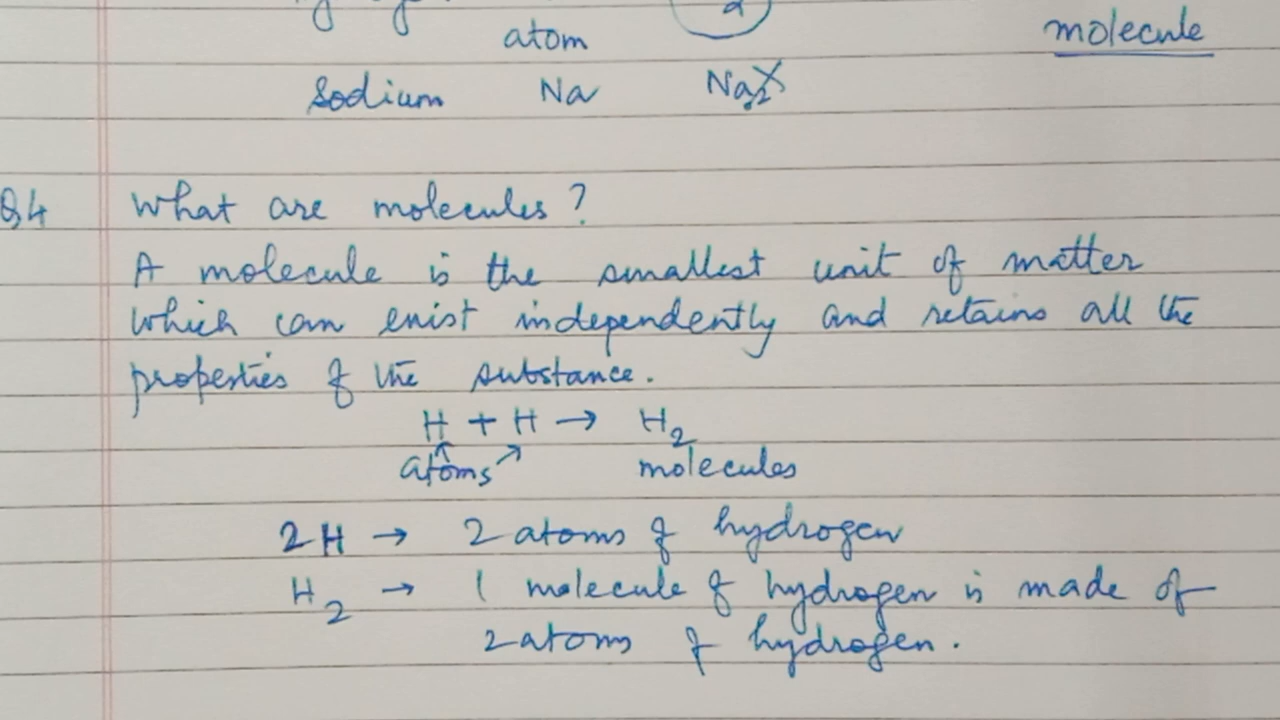 atom molecule
Sodium Na Na₂X
Q4 What are molecules?
A molecule is the smallest unit of matter
which can exist independently and retains all the
properties of the substance.
H + H → H₂
atoms molecules
2H → 2 atoms of hydrogen
H₂ → 1 molecule of hydrogen is made of
2 atoms of hydrogen.